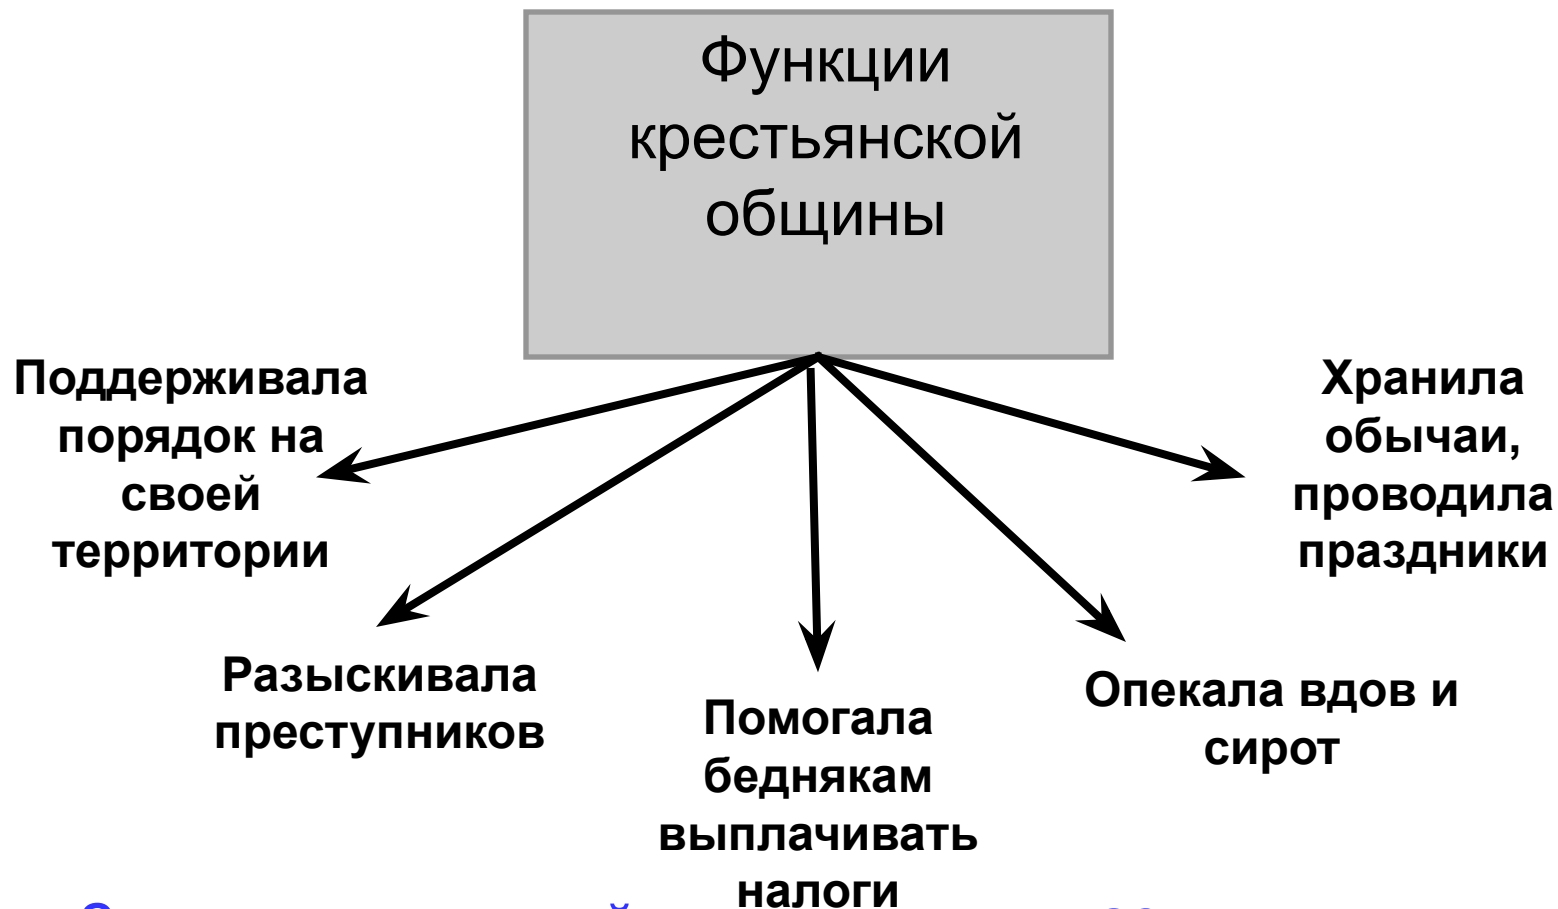 Функции
крестьянской
общины
Поддерживала
порядок на
своей
территории
Хранила
обычаи,
проводила
праздники
Разыскивала
преступников
Помогала
беднякам
выплачивать
налоги
Опекала вдов и
сирот